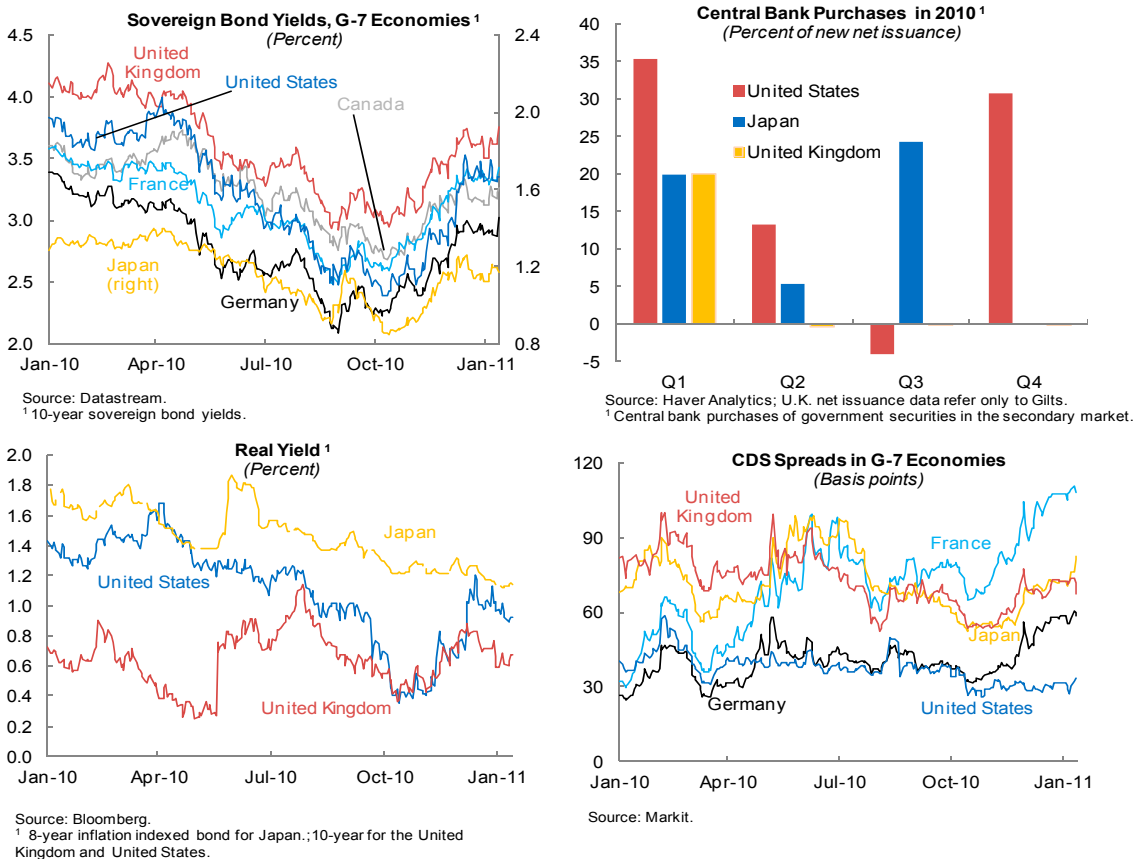 Sovereign Bond Yields, G-7 Economies ¹
(Percent)
4.5
4.0
3.5
3.0
2.5
2.0
2.4
2.0
1.6
1.2
0.8
United
Kingdom
United States
Canada
France
Japan
(right)
Germany
Jan-10 Apr-10 Jul-10 Oct-10 Jan-11
Source: Datastream.
¹ 10-year sovereign bond yields.
Central Bank Purchases in 2010 ¹
(Percent of new net issuance)
40
35
30
25
20
15
10
5
0
-5
United States
Japan
United Kingdom
Q1 Q2 Q3 Q4
Source: Haver Analytics; U.K. net issuance data refer only to Gilts.
¹ Central bank purchases of government securities in the secondary market.
Real Yield ¹
(Percent)
2.0
1.8
1.6
1.4
1.2
1.0
0.8
0.6
0.4
0.2
0.0
Japan
United States
United Kingdom
Jan-10 Apr-10 Jul-10 Oct-10 Jan-11
Source: Bloomberg.
¹ 8-year inflation indexed bond for Japan.;10-year for the United
Kingdom and United States.
CDS Spreads in G-7 Economies
(Basis points)
120
90
60
30
0
United
Kingdom
France
Japan
Germany
United States
Jan-10 Apr-10 Jul-10 Oct-10 Jan-11
Source: Markit.